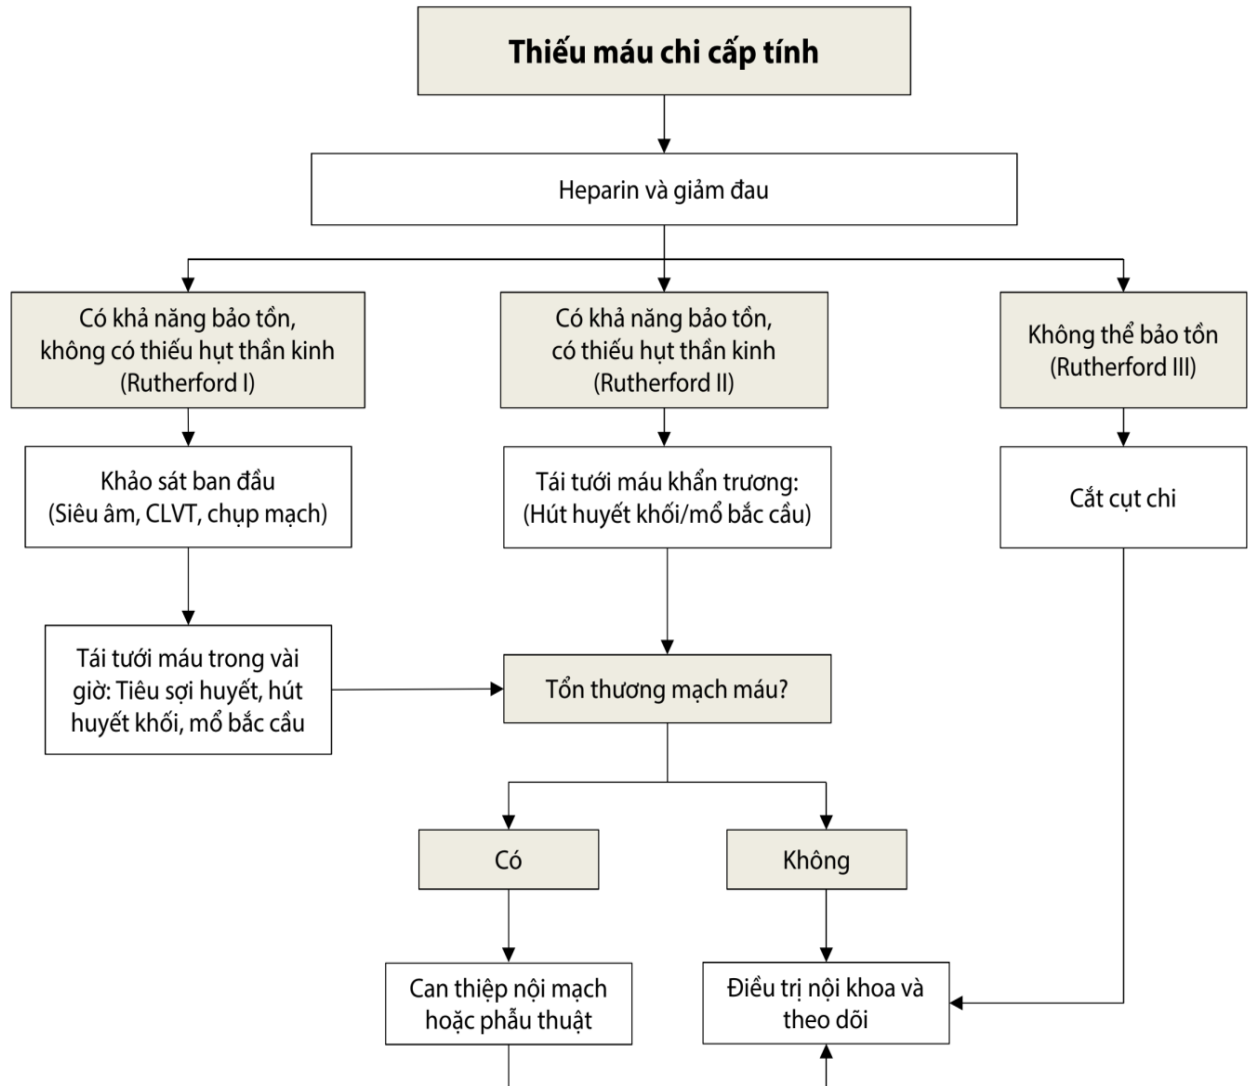 Thiếu máu chi cấp tính
Heparin và giảm đau
Có khả năng bảo tồn,
không có thiếu hụt thần kinh
(Rutherford I)
Có khả năng bảo tồn,
có thiếu hụt thần kinh
(Rutherford II)
Không thể bảo tồn
(Rutherford III)
Khảo sát ban đầu
(Siêu âm, CLVT, chụp mạch)
Tái tưới máu khẩn trương:
(Hút huyết khối/mổ bắc cầu)
Cắt cụt chi
Tái tưới máu trong vài
giờ: Tiêu sợi huyết, hút
huyết khối, mổ bắc cầu
Tổn thương mạch máu?
Có
Không
Can thiệp nội mạch
hoặc phẫu thuật
Điều trị nội khoa và
theo dõi